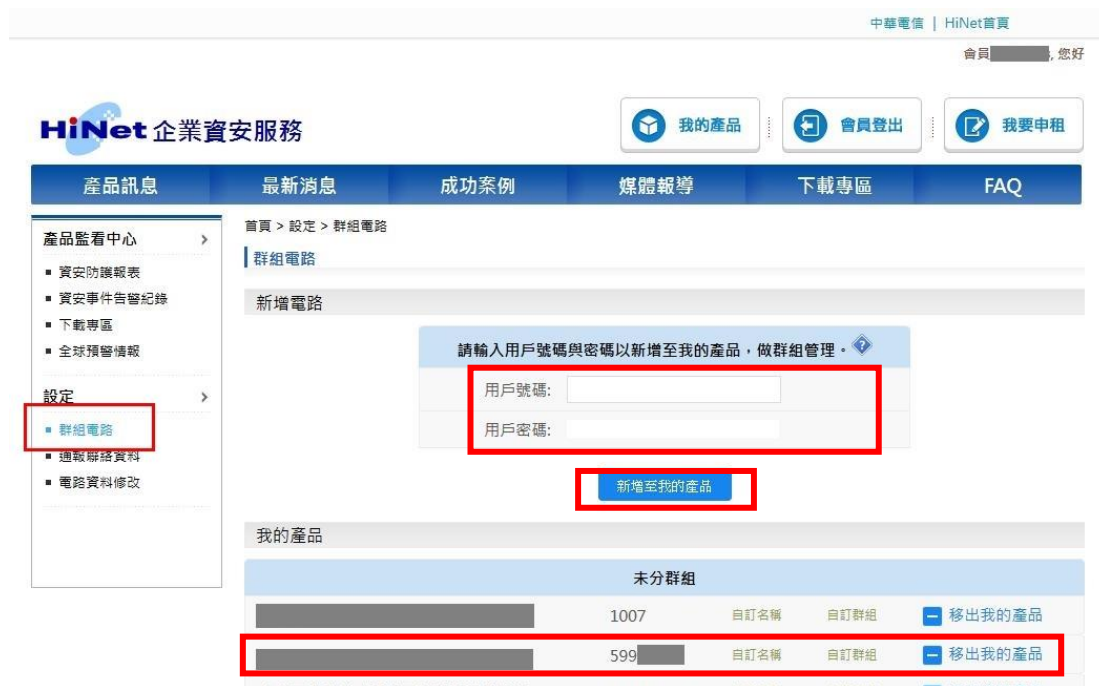 中華電信 | HiNet首頁
會員 , 您好
HiNet 企業資安服務
我的產品
會員登出
我要申租
產品訊息 最新消息 成功案例 媒體報導 下載專區 FAQ
產品監看中心 >
資安防護報表
資安事件告警紀錄
下載專區
全球預警情報
設定 >
群組電路
通報聯絡資料
電路資料修改
首頁 > 設定 > 群組電路
群組電路
新增電路
請輸入用戶號碼與密碼以新增至我的產品，做群組管理。?
用戶號碼:
用戶密碼:
新增至我的產品
我的產品
未分群組
1007 自訂名稱 自訂群組 移出我的產品
599 自訂名稱 自訂群組 移出我的產品